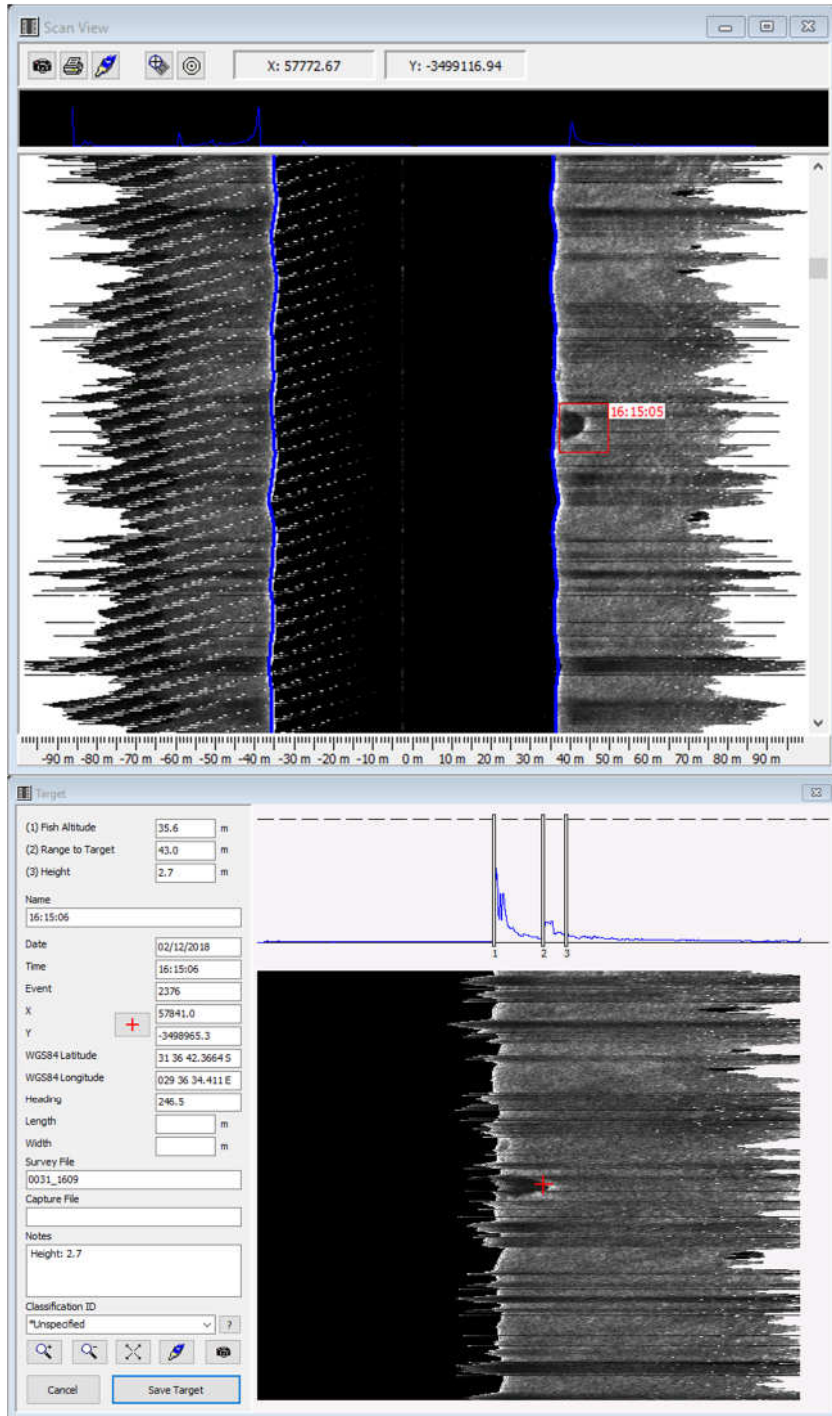 Scan View
X: 57772.67 Y: -3499116.94
16:15:05
-90 m -80 m -70 m -60 m -50 m -40 m -30 m -20 m -10 m 0 m 10 m 20 m 30 m 40 m 50 m 60 m 70 m 80 m 90 m
Target
(1) Fish Altitude 35.6 m
(2) Range to Target 43.0 m
(3) Height 2.7 m
Name
16:15:06
Date 02/12/2018
Time 16:15:06
Event 2376
X 57841.0
Y -3498965.3
WGS84 Latitude 31 36 42.3664 S
WGS84 Longitude 029 36 34.411 E
Heading 246.5
Length m
Width m
Survey File
0031_1609
Capture File
Notes
Height: 2.7
Classification ID
*Unspecified ?
Cancel Save Target
1 2 3